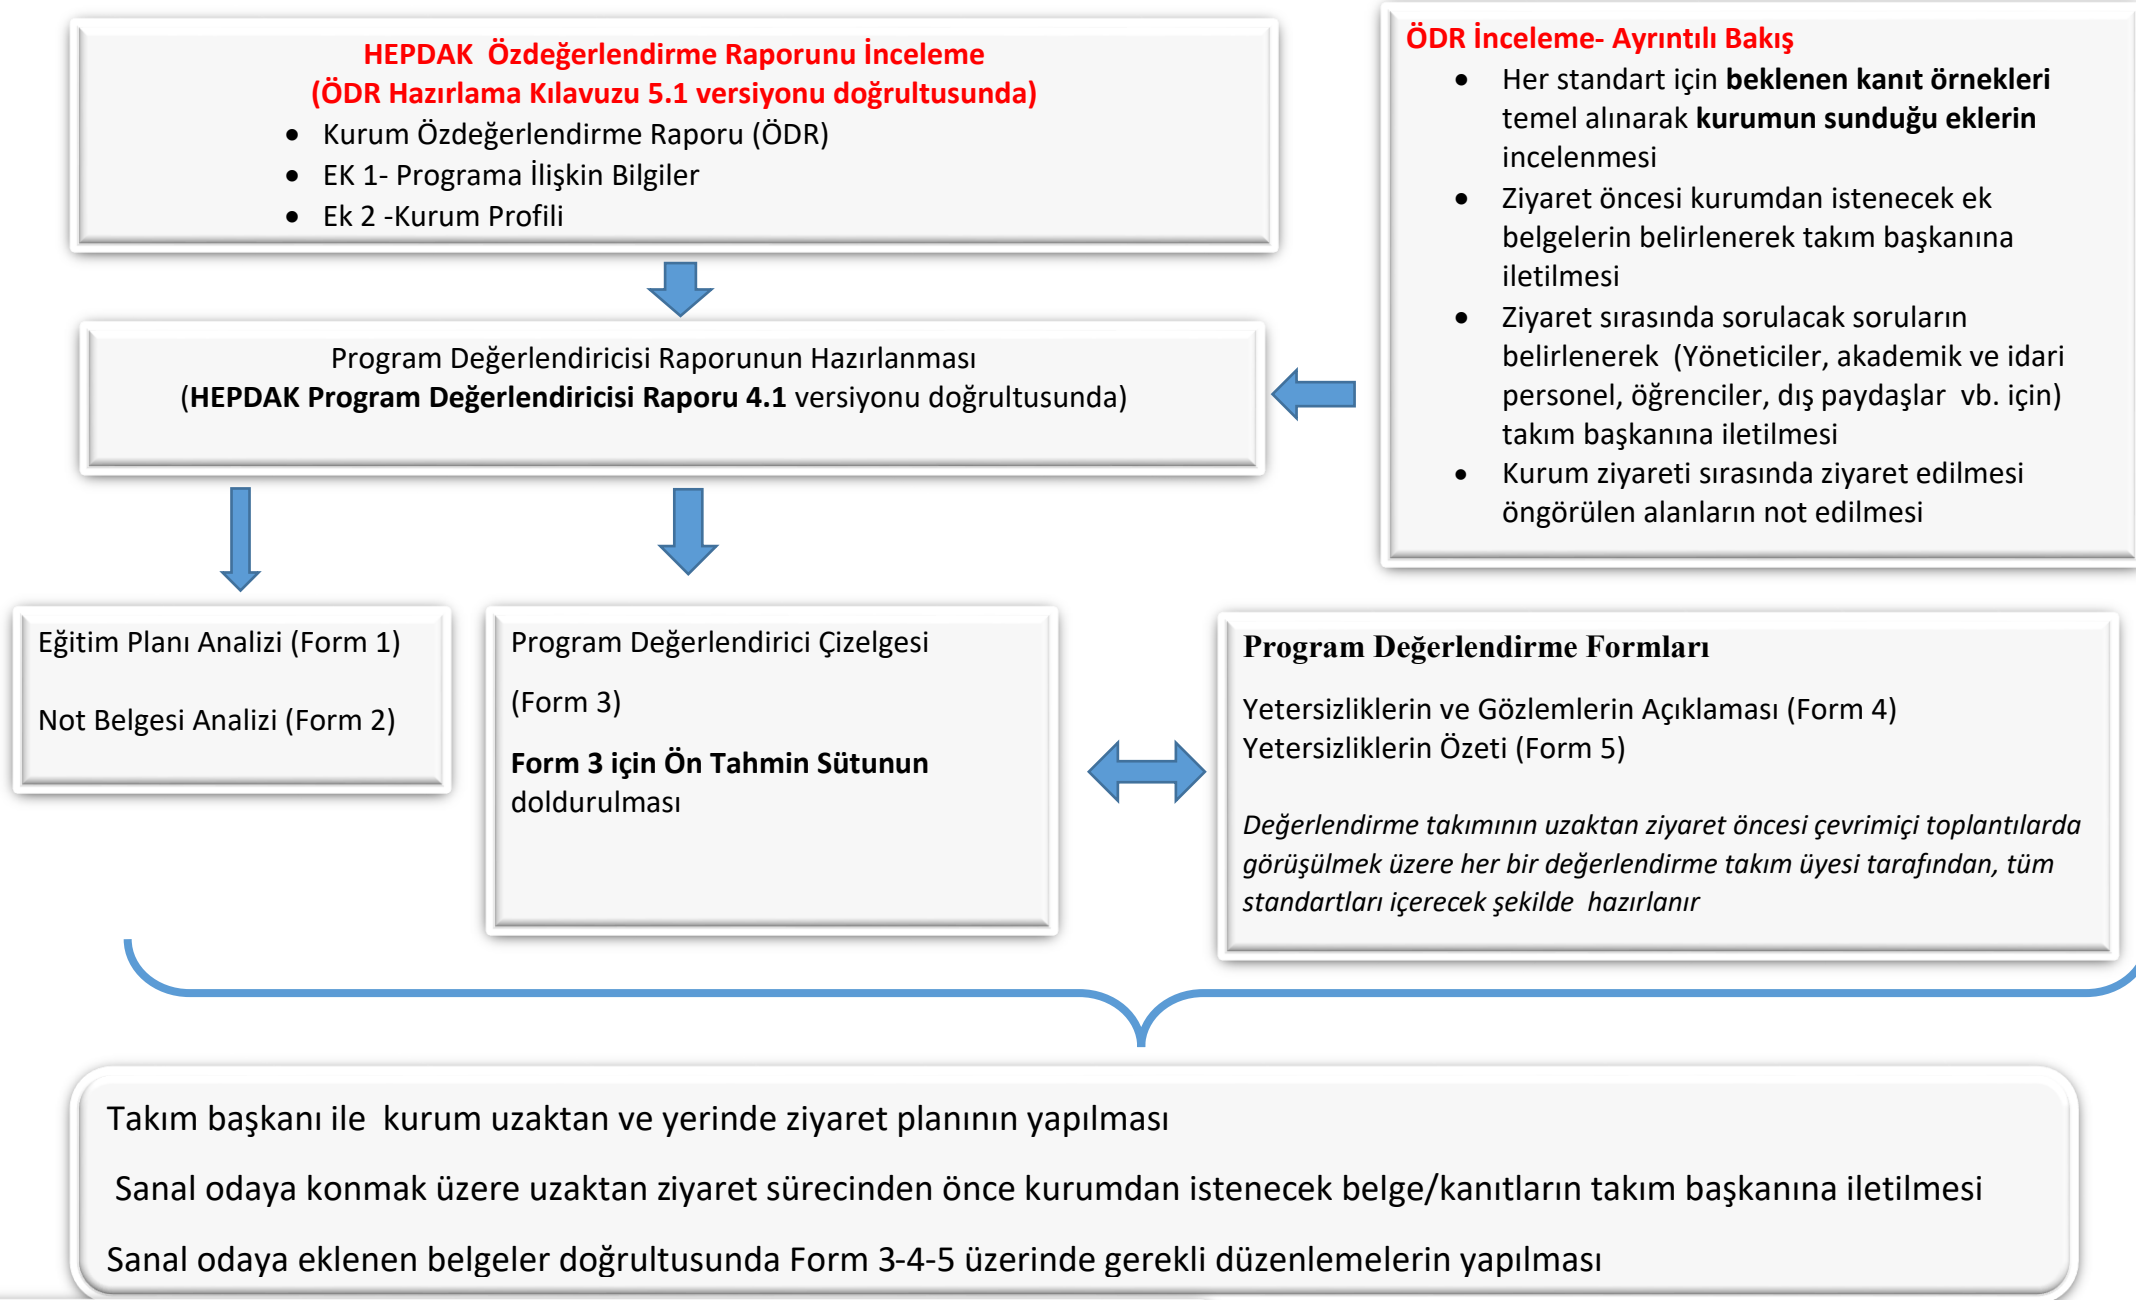 HEPDAK Özdeğerlendirme Raporunu İnceleme
(ÖDR Hazırlama Kılavuzu 5.1 versiyonu doğrultusunda)
• Kurum Özdeğerlendirme Raporu (ÖDR)
• EK 1- Programa İlişkin Bilgiler
• Ek 2 -Kurum Profili
ÖDR İnceleme- Ayrıntılı Bakış
• Her standart için beklenen kanıt örnekleri
temel alınarak kurumun sunduğu eklerin
incelenmesi
• Ziyaret öncesi kurumdan istenecek ek
belgelerin belirlenerek takım başkanına
iletilmesi
• Ziyaret sırasında sorulacak soruların
belirlenerek (Yöneticiler, akademik ve idari
personel, öğrenciler, dış paydaşlar vb. için)
takım başkanına iletilmesi
• Kurum ziyareti sırasında ziyaret edilmesi
öngörülen alanların not edilmesi
Program Değerlendiricisi Raporunun Hazırlanması
(HEPDAK Program Değerlendiricisi Raporu 4.1 versiyonu doğrultusunda)
Eğitim Planı Analizi (Form 1)
Not Belgesi Analizi (Form 2)
Program Değerlendirici Çizelgesi
(Form 3)
Form 3 için Ön Tahmin Sütunun
doldurulması
Program Değerlendirme Formları
Yetersizliklerin ve Gözlemlerin Açıklaması (Form 4)
Yetersizliklerin Özeti (Form 5)
Değerlendirme takımının uzaktan ziyaret öncesi çevrimiçi toplantılarda
görüşülmek üzere her bir değerlendirme takım üyesi tarafından, tüm
standartları içerecek şekilde hazırlanır
Takım başkanı ile kurum uzaktan ve yerinde ziyaret planının yapılması
Sanal odaya konmak üzere uzaktan ziyaret sürecinden önce kurumdan istenecek belge/kanıtların takım başkanına iletilmesi
Sanal odaya eklenen belgeler doğrultusunda Form 3-4-5 üzerinde gerekli düzenlemelerin yapılması